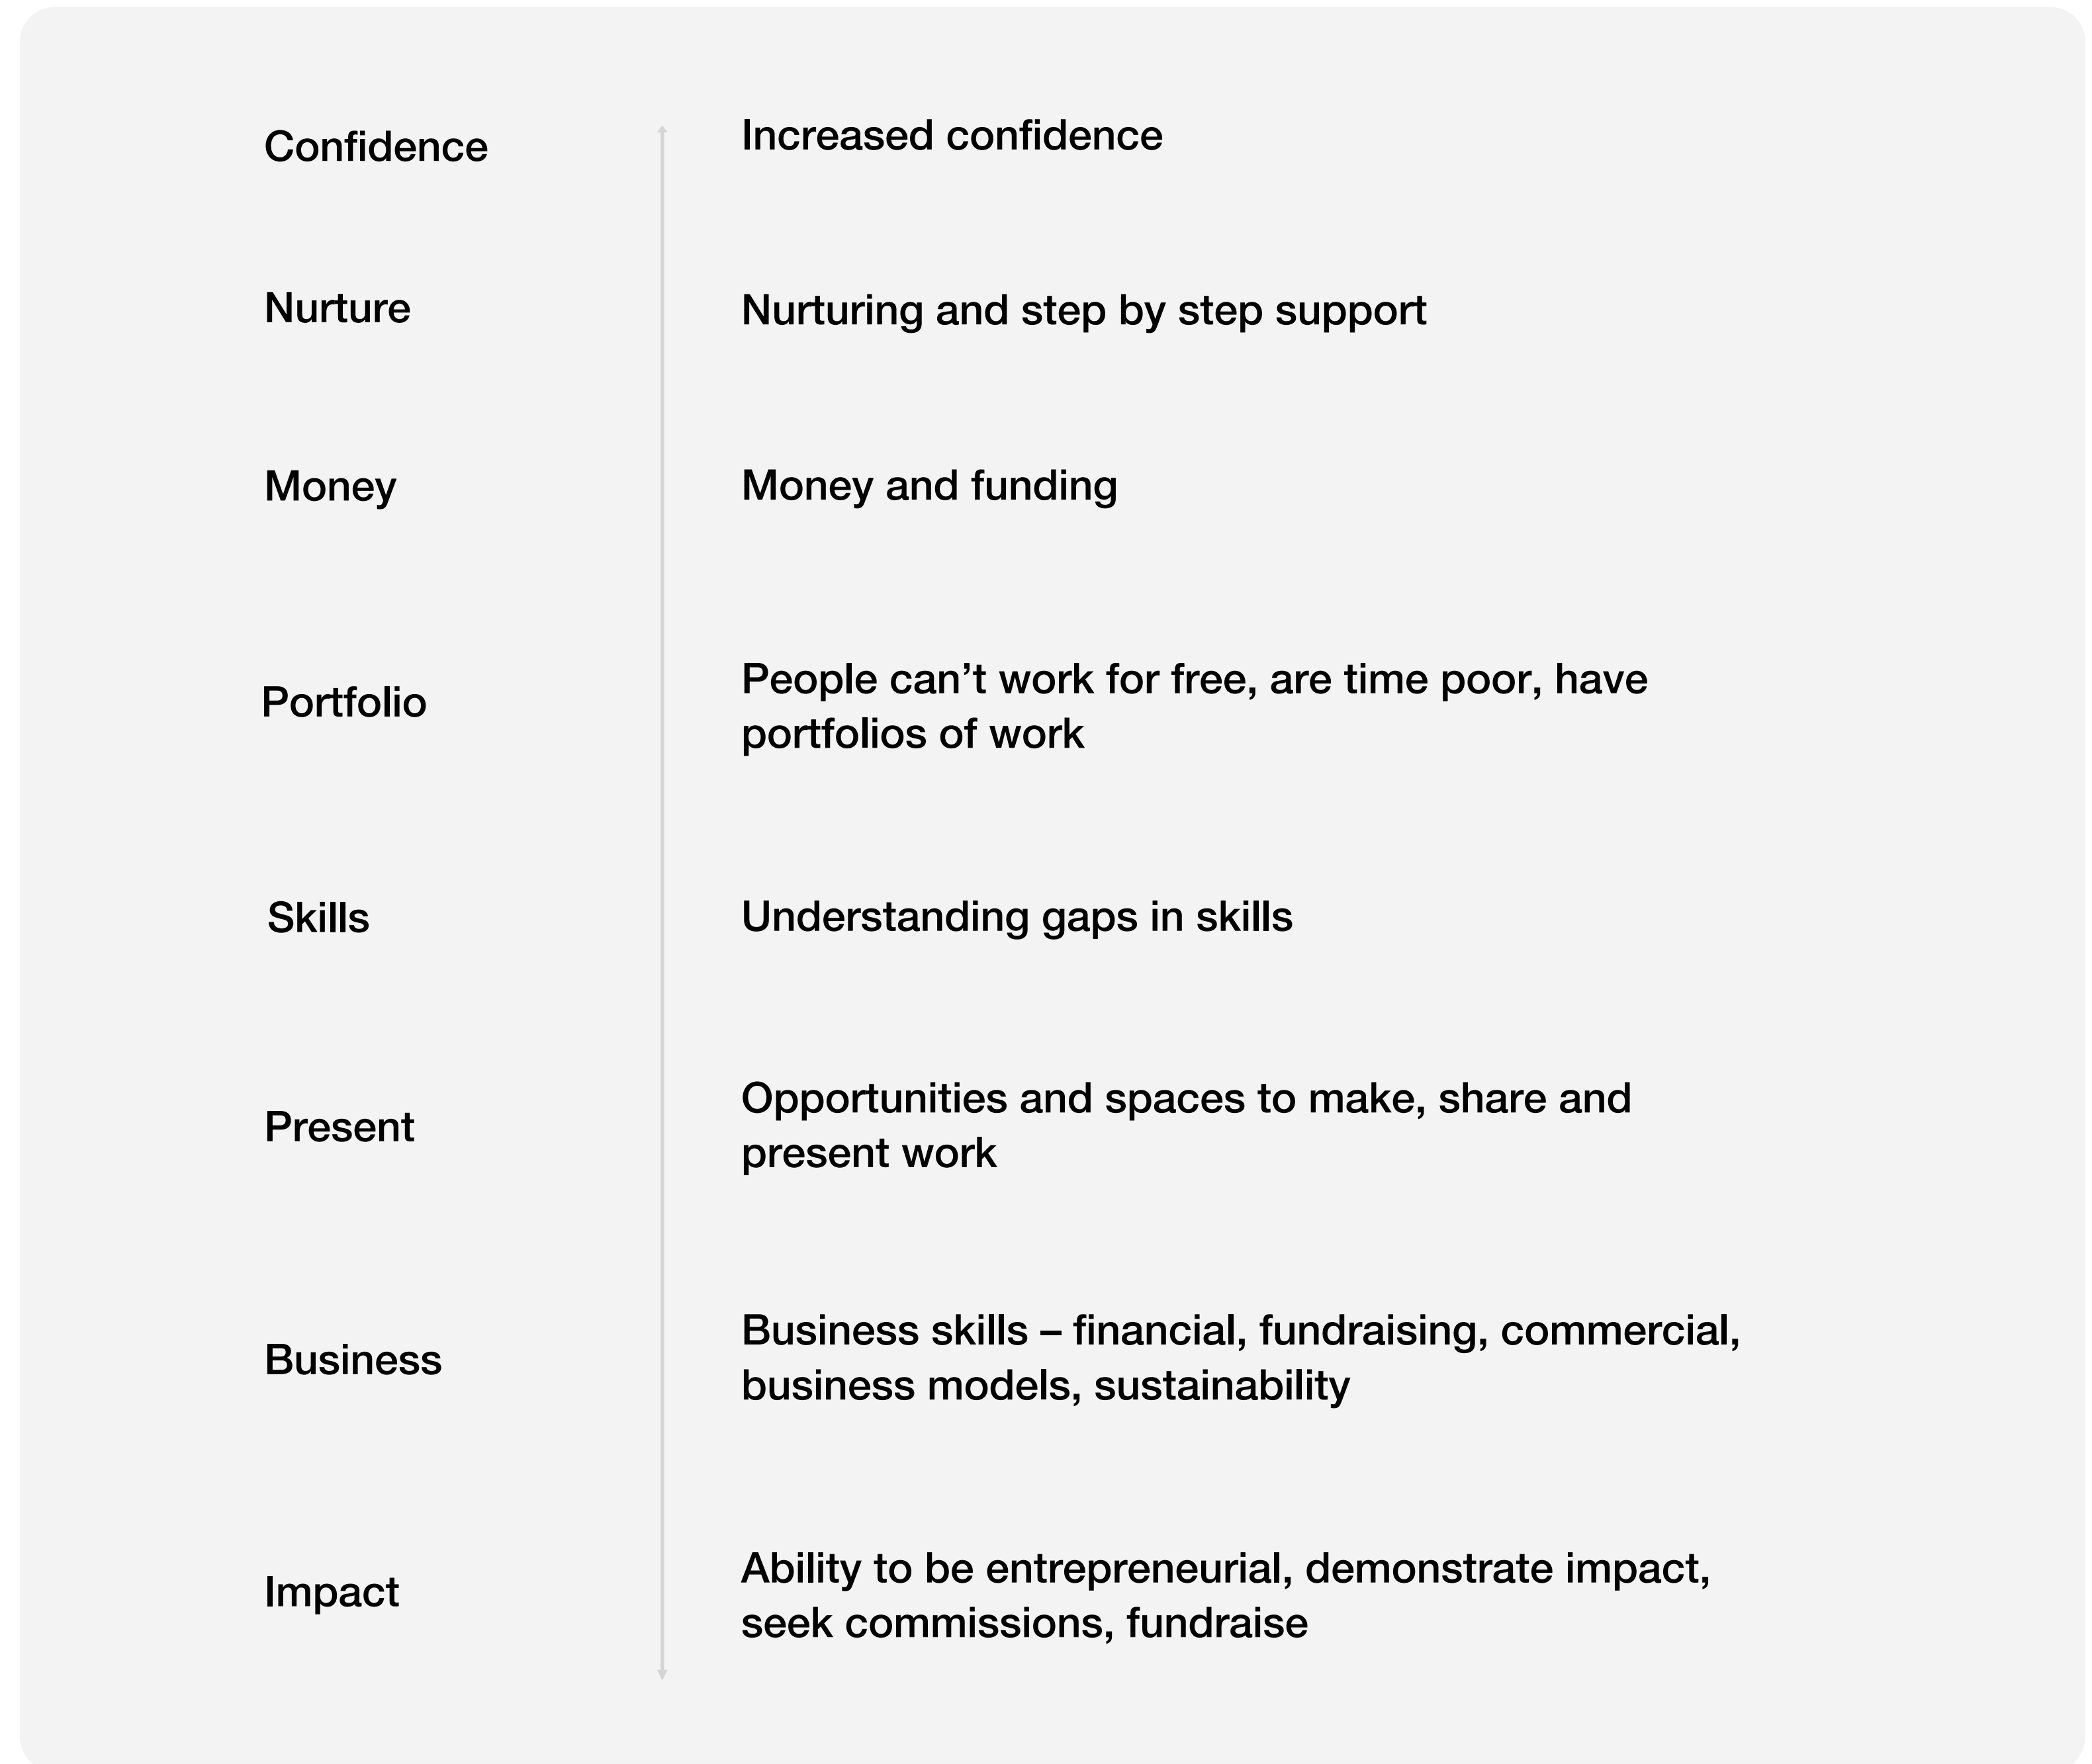 Confidence
Increased confidence
Nurture
Nurturing and step by step support
Money
Money and funding
Portfolio
People can’t work for free, are time poor, have
portfolios of work
Skills
Understanding gaps in skills
Present
Opportunities and spaces to make, share and
present work
Business
Business skills – financial, fundraising, commercial,
business models, sustainability
Impact
Ability to be entrepreneurial, demonstrate impact,
seek commissions, fundraise